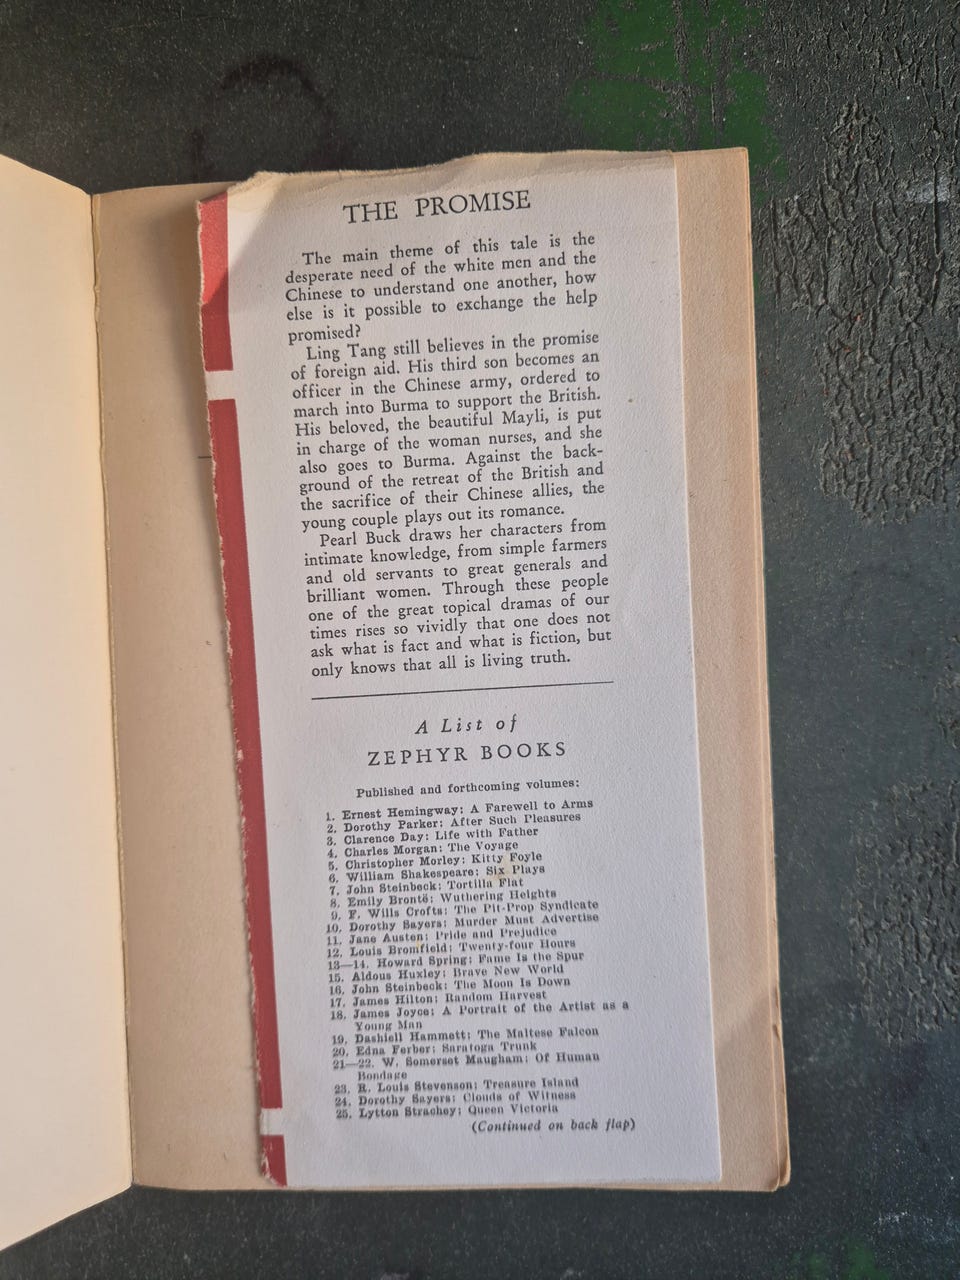 THE PROMISE
The main theme of this tale is the
desperate need of the white men and the
Chinese to understand one another, how
else is it possible to exchange the help
promised?
Ling Tang still believes in the promise
of foreign aid. His third son becomes an
officer in the Chinese army, ordered to
march into Burma to support the British.
His beloved, the beautiful Mayli, is put
in charge of the woman nurses, and she
also goes to Burma. Against the back-
ground of the retreat of the British and
the sacrifice of their Chinese allies, the
young couple plays out its romance.
Pearl Buck draws her characters from
intimate knowledge, from simple farmers
and old servants to great generals and
brilliant women. Through these people
one of the great topical dramas of our
times rises so vividly that one does not
ask what is fact and what is fiction, but
only knows that all is living truth.
A List of
ZEPHYR BOOKS
Published and forthcoming volumes:
1. Ernest Hemingway: A Farewell to Arms
2. Dorothy Parker: After Such Pleasures
3. Clarence Day: Life with Father
4. Charles Morgan: The Voyage
5. Christopher Morley: Kitty Foyle
6. William Shakespeare: Six Plays
7. John Steinbeck: Tortilla Flat
8. Emily Brontë: Wuthering Heights
9. F. Wills Crofts: The Pit-Prop Syndicate
10. Dorothy Sayers: Murder Must Advertise
11. Jane Austen: Pride and Prejudice
12. Louis Bromfield: Twenty-four Hours
13—14. Howard Spring: Fame Is the Spur
15. Aldous Huxley: Brave New World
16. John Steinbeck: The Moon Is Down
17. James Hilton: Random Harvest
18. James Joyce: A Portrait of the Artist as a
Young Man
19. Dashiell Hammett: The Maltese Falcon
20. Edna Ferber: Saratoga Trunk
21—22. W. Somerset Maugham: Of Human
Bondage
23. R. Louis Stevenson: Treasure Island
24. Dorothy Sayers: Clouds of Witness
25. Lytton Strachey: Queen Victoria
(Continued on back flap)